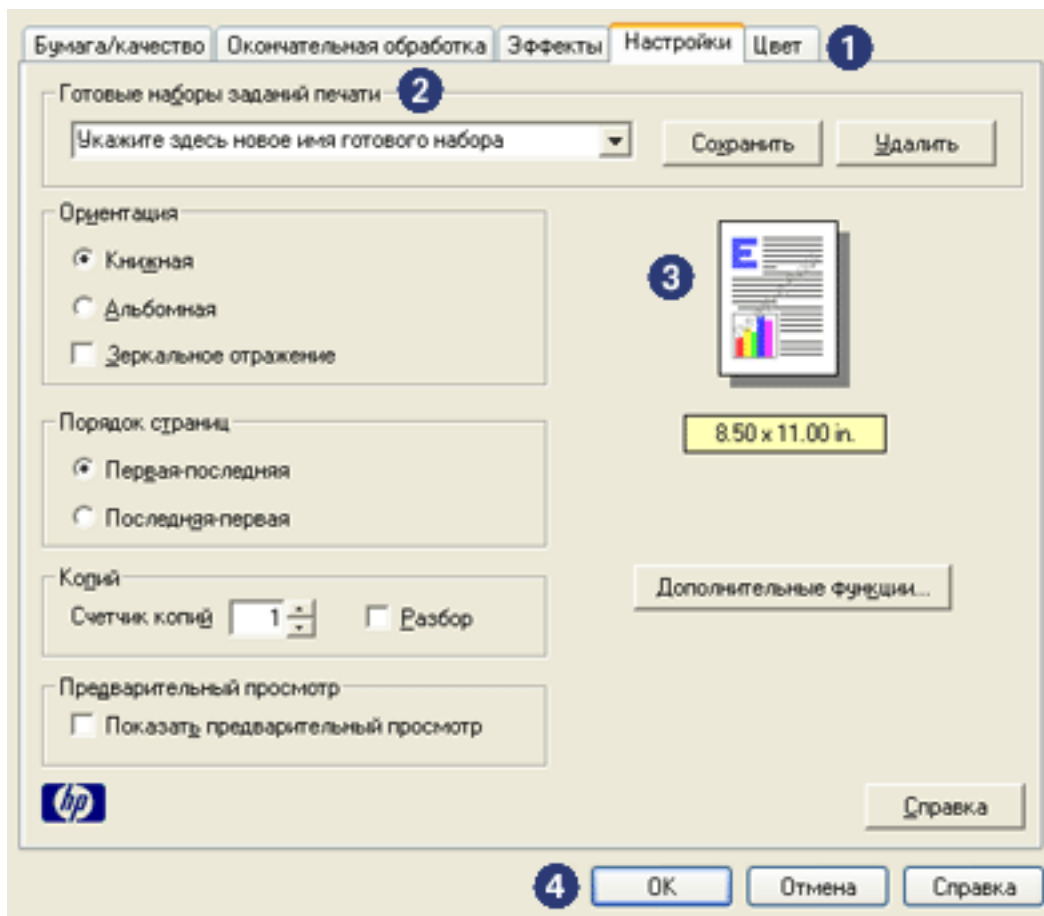 Бумага/качество Окончательная обработка Эффекты Настройки Цвет 1
Готовые наборы заданий печати 2
Укажите здесь новое имя готового набора Сохранить Удалить
Ориентация
Книжная
Альбомная
Зеркальное отражение
3
E
8.50 x 11.00 in.
Порядок страниц
Первая-последняя
Последняя-первая
Копий
Счетчик копий 1 Разбор
Дополнительные функции...
Предварительный просмотр
Показать предварительный просмотр
hp
Справка
4 OK Отмена Справка